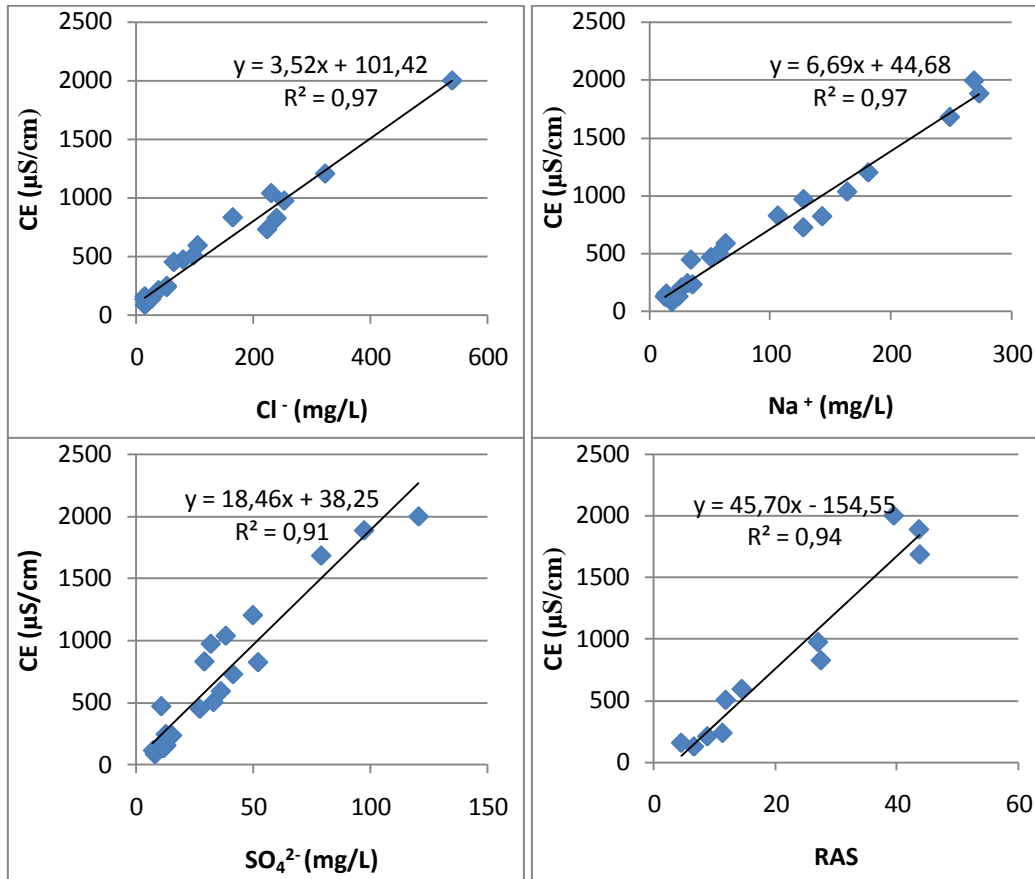 2500
2000
1500
1000
500
0
CE (µS/cm)
y = 3,52x + 101,42
R² = 0,97
0 200 400 600
Cl ⁻ (mg/L)
2500
2000
1500
1000
500
0
CE (µS/cm)
y = 6,69x + 44,68
R² = 0,97
0 100 200 300
Na ⁺ (mg/L)
2500
2000
1500
1000
500
0
CE (µS/cm)
y = 18,46x + 38,25
R² = 0,91
0 50 100 150
SO₄²⁻ (mg/L)
2500
2000
1500
1000
500
0
CE (µS/cm)
y = 45,70x - 154,55
R² = 0,94
0 20 40 60
RAS